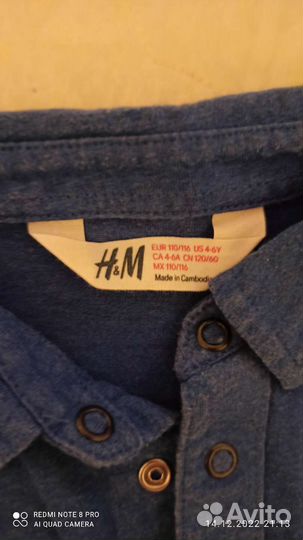 H&M
EUR 110/116 US 4-6Y
CA 4-6A CN 120/60
MX 110/116
Made in Cambodi
REDMI NOTE 8 PRO
AI QUAD CAMERA
Avito
14.12.2022 21:13